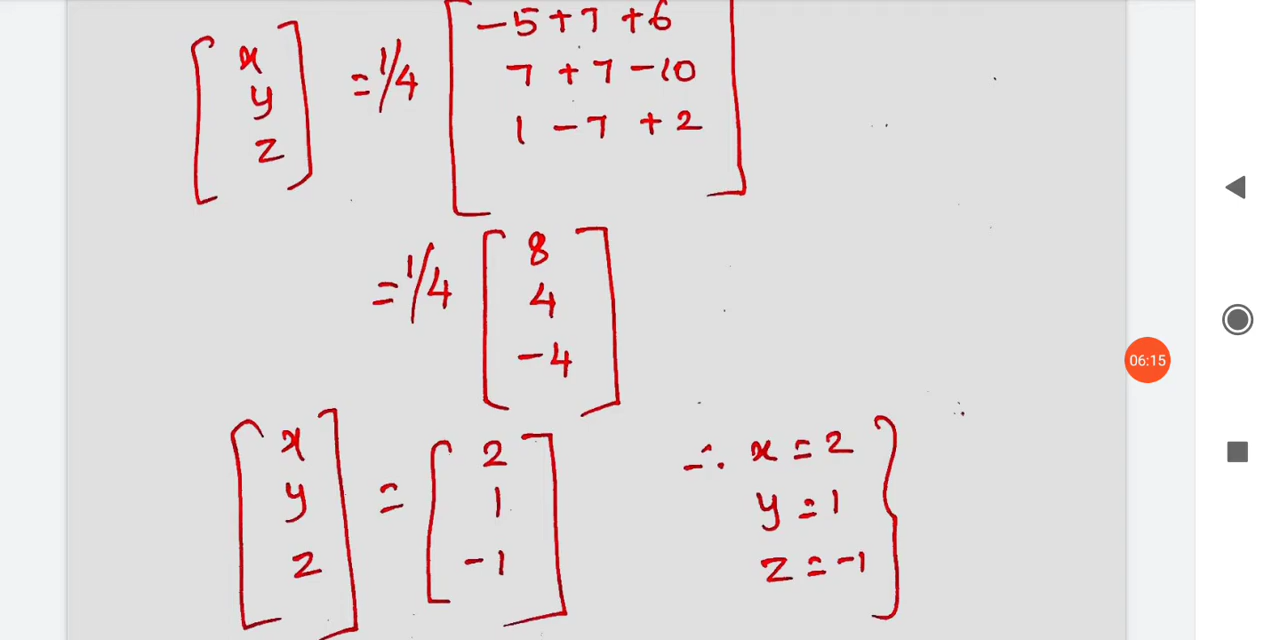 [x y z] = 1/4 [-5+7+6
7+7-10
1-7+2]
= 1/4 [8 4 -4]
[x y z] = [2 1 -1]
∴ x=2
y=1
z=-1
06:15